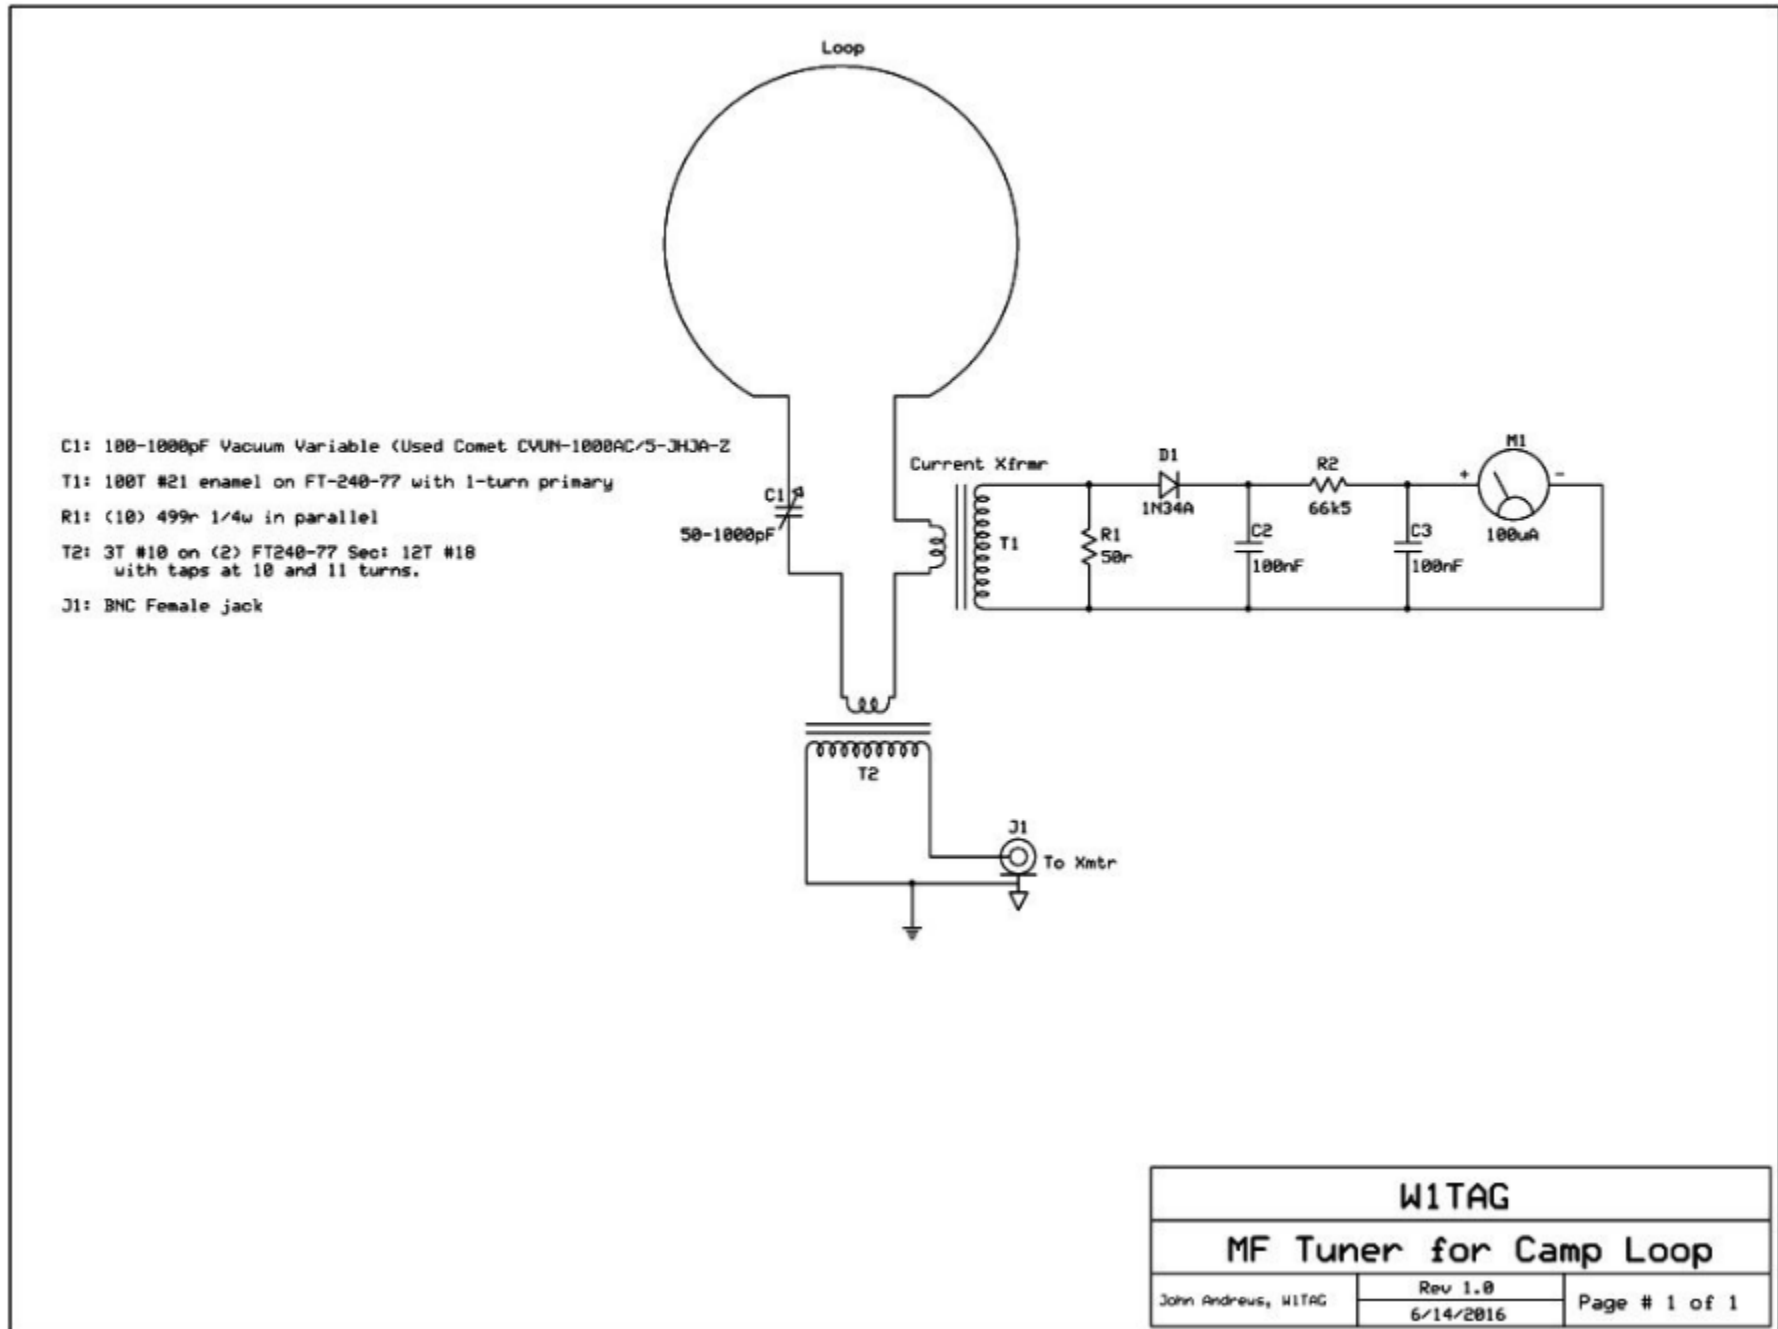 Loop
C1: 100-1000pF Vacuum Variable (Used Comet CVUN-1000AC/5-JHJA-Z
T1: 100T #21 enamel on FT-240-77 with 1-turn primary
R1: (10) 499r 1/4w in parallel
T2: 3T #10 on (2) FT240-77 Sec: 12T #18
with taps at 10 and 11 turns.
J1: BNC Female jack
C1
50-1000pF
Current Xfrmr
T1
R1
50r
D1
1N34A
C2
100nF
R2
66k5
C3
100nF
M1
+ -
100uA
T2
J1
To Xmtr
W1TAG
MF Tuner for Camp Loop
John Andrews, W1TAG
Rev 1.0
6/14/2016
Page # 1 of 1